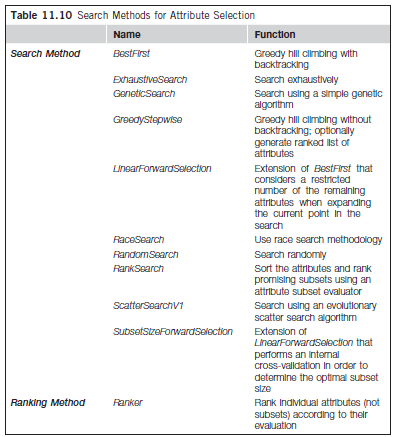 Table 11.10 Search Methods for Attribute Selection
Name Function
Search Method BestFirst Greedy hill climbing with
backtracking
ExhaustiveSearch Search exhaustively
GeneticSearch Search using a simple genetic
algorithm
GreedyStepwise Greedy hill climbing without
backtracking; optionally
generate ranked list of
attributes
LinearForwardSelection Extension of BestFirst that
considers a restricted
number of the remaining
attributes when expanding
the current point in the
search
RaceSearch Use race search methodology
RandomSearch Search randomly
RankSearch Sort the attributes and rank
promising subsets using an
attribute subset evaluator
ScatterSearchV1 Search using an evolutionary
scatter search algorithm
SubsetSizeForwardSelection Extension of
LinearForwardSelection that
performs an internal
cross-validation in order to
determine the optimal subset
size
Ranking Method Ranker Rank individual attributes (not
subsets) according to their
evaluation